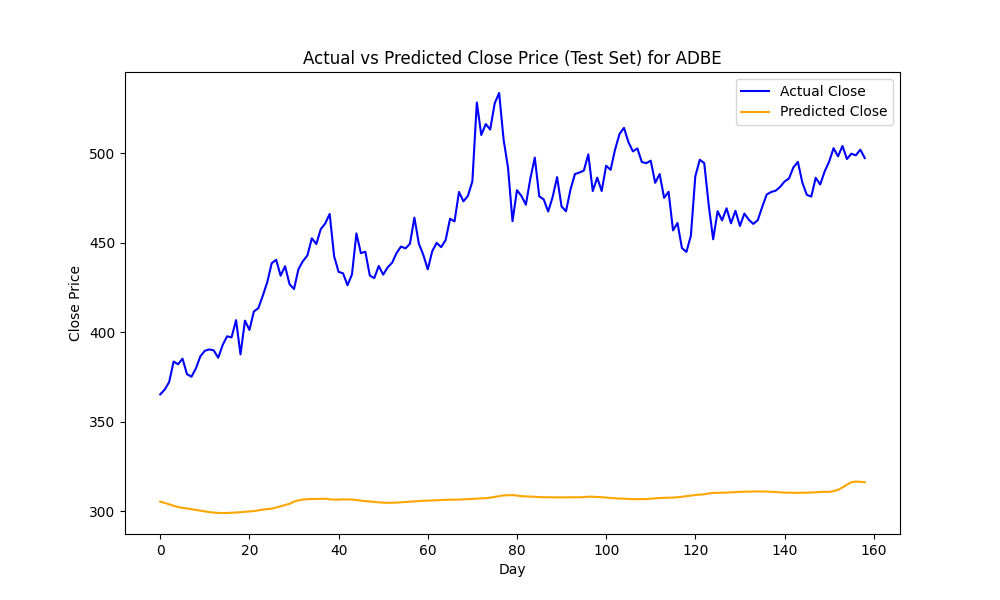 Actual vs Predicted Close Price (Test Set) for ADBE
Actual Close
Predicted Close
Close Price
500
450
400
350
300
0 20 40 60 80 100 120 140 160
Day